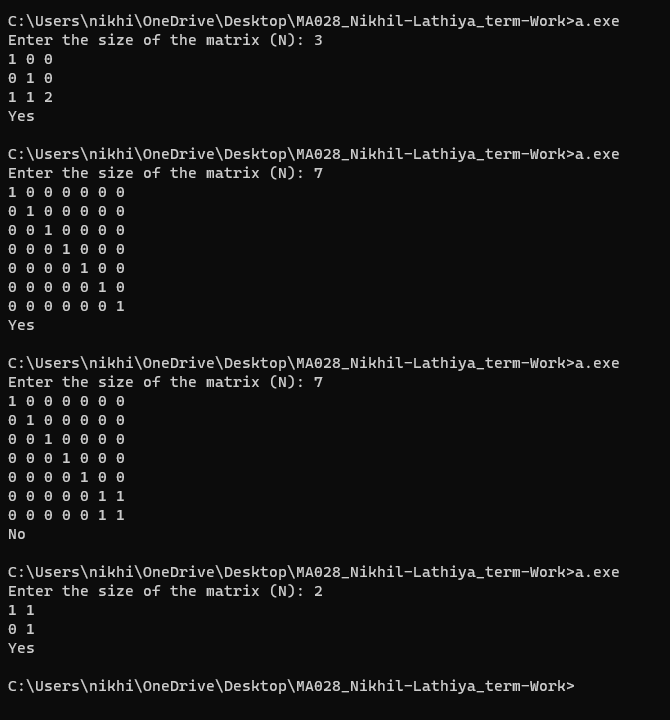 C:\Users\nikhi\OneDrive\Desktop\MA028_Nikhil-Lathiya_term-Work>a.exe
Enter the size of the matrix (N): 3
1 0 0
0 1 0
1 1 2
Yes
C:\Users\nikhi\OneDrive\Desktop\MA028_Nikhil-Lathiya_term-Work>a.exe
Enter the size of the matrix (N): 7
1 0 0 0 0 0 0
0 1 0 0 0 0 0
0 0 1 0 0 0 0
0 0 0 1 0 0 0
0 0 0 0 1 0 0
0 0 0 0 0 1 0
0 0 0 0 0 0 1
Yes
C:\Users\nikhi\OneDrive\Desktop\MA028_Nikhil-Lathiya_term-Work>a.exe
Enter the size of the matrix (N): 7
1 0 0 0 0 0 0
0 1 0 0 0 0 0
0 0 1 0 0 0 0
0 0 0 1 0 0 0
0 0 0 0 1 0 0
0 0 0 0 0 1 1
0 0 0 0 0 1 1
No
C:\Users\nikhi\OneDrive\Desktop\MA028_Nikhil-Lathiya_term-Work>a.exe
Enter the size of the matrix (N): 2
1 1
0 1
Yes
C:\Users\nikhi\OneDrive\Desktop\MA028_Nikhil-Lathiya_term-Work>